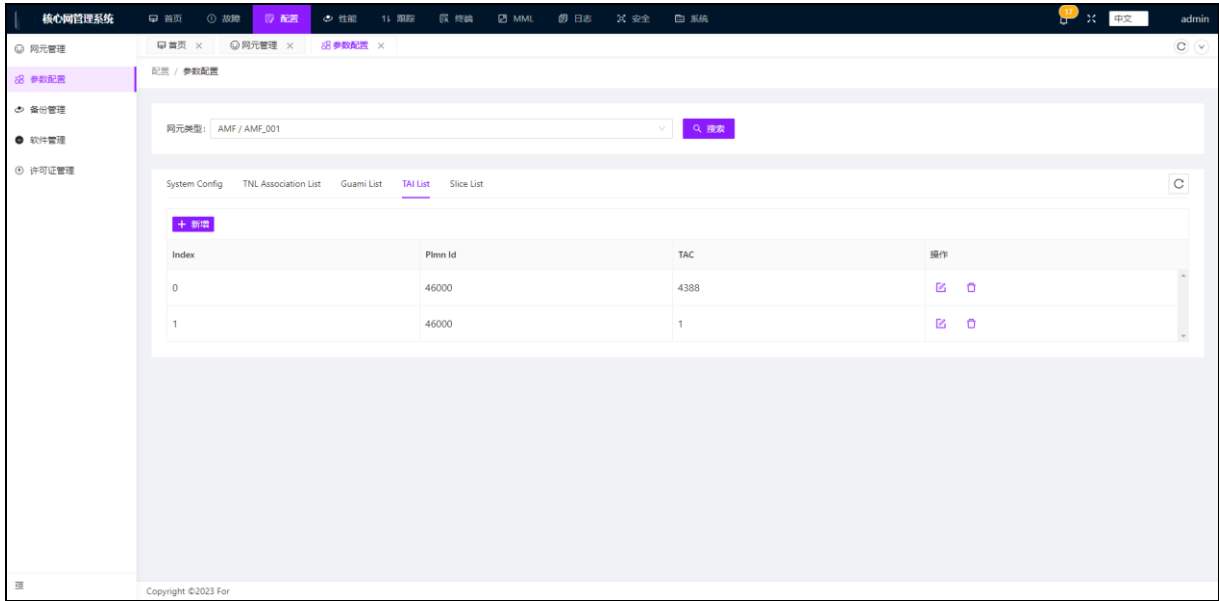 核心网管理系统 首页 故障 配置 性能 跟踪 终端 MML 日志 安全 系统 17 中文 admin
网元管理
参数配置
备份管理
软件管理
许可证管理
首页 网元管理 参数配置
配置 / 参数配置
网元类型: AMF / AMF_001 搜索
System Config TNL Association List Guami List TAI List Slice List
+ 新增
Index Plmn Id TAC 操作
0 46000 4388
1 46000 1
Copyright ©2023 For